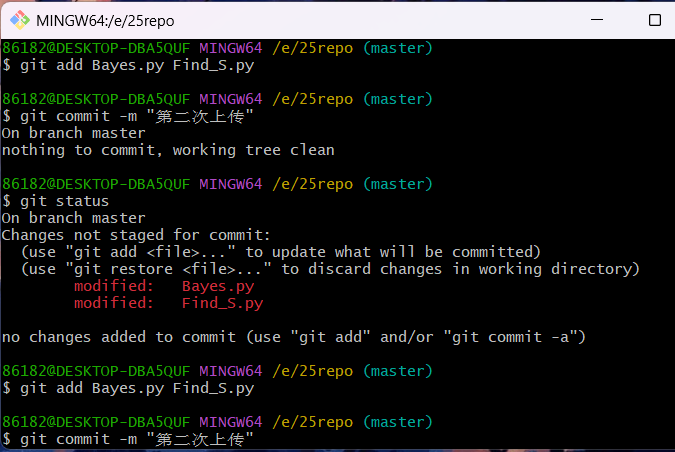 MINGW64:/e/25repo
86182@DESKTOP-DBA5QUF MINGW64 /e/25repo (master)
$ git add Bayes.py Find_S.py
86182@DESKTOP-DBA5QUF MINGW64 /e/25repo (master)
$ git commit -m "第二次上传"
On branch master
nothing to commit, working tree clean
86182@DESKTOP-DBA5QUF MINGW64 /e/25repo (master)
$ git status
On branch master
Changes not staged for commit:
  (use "git add <file>..." to update what will be committed)
  (use "git restore <file>..." to discard changes in working directory)
        modified:   Bayes.py
        modified:   Find_S.py
no changes added to commit (use "git add" and/or "git commit -a")
86182@DESKTOP-DBA5QUF MINGW64 /e/25repo (master)
$ git add Bayes.py Find_S.py
86182@DESKTOP-DBA5QUF MINGW64 /e/25repo (master)
$ git commit -m "第二次上传"